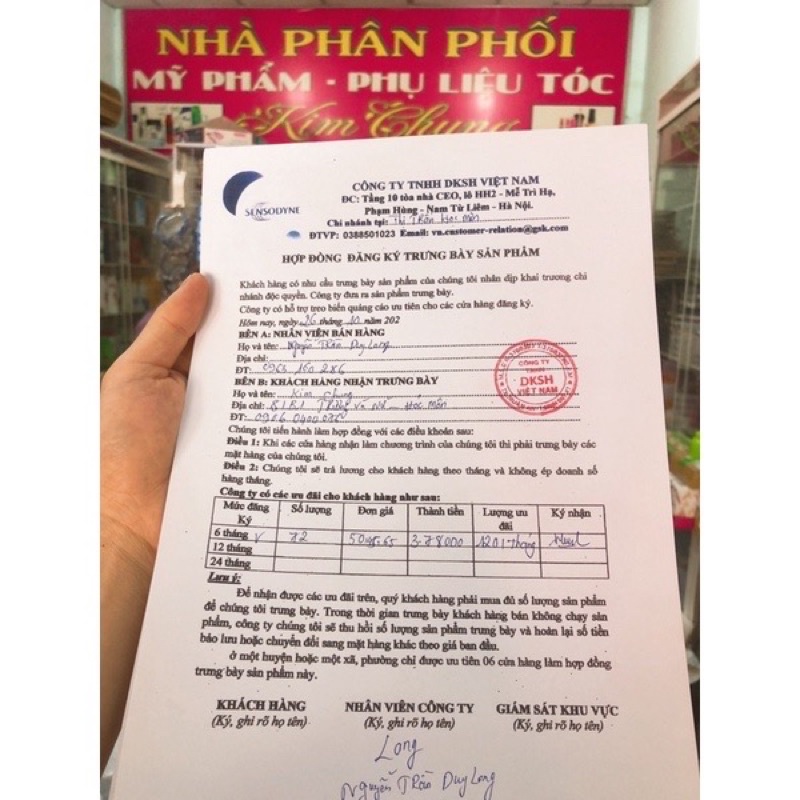 NHÀ PHÂN PHỐI
MỸ PHẨM - PHỤ LIỆU TÓC
Kim Chung
SENSODYNE
CÔNG TY TNHH DKSH VIỆT NAM
ĐC: Tầng 10 tòa nhà CEO, lô HH2 - Mễ Trì Hạ,
Phạm Hùng - Nam Từ Liêm - Hà Nội.
Chi nhánh tại: Thị Trấn Hóc Môn
ĐTVP: 0388501023 Email: vn.customer-relation@gsk.com
HỢP ĐỒNG ĐĂNG KÝ TRƯNG BÀY SẢN PHẨM
Khách hàng có nhu cầu trưng bày sản phẩm của chúng tôi nhân dịp khai trương chi
nhánh độc quyền. Công ty đưa ra sản phẩm trưng bày.
Công ty có hỗ trợ treo biển quảng cáo ưu tiên cho các cửa hàng đăng ký.
Hôm nay, ngày 26 tháng 10 năm 202
BÊN A: NHÂN VIÊN BÁN HÀNG
Họ và tên: Nguyễn Trần Duy Long
Địa chỉ:
ĐT: 0963 160 286
BÊN B: KHÁCH HÀNG NHẬN TRƯNG BÀY
Họ và tên: Kim Chung
Địa chỉ: Hóc Môn
ĐT:
CÔNG TY
TNHH
DKSH
VIỆT NAM
Chúng tôi tiến hành làm hợp đồng với các điều khoản sau:
Điều 1: Khi các cửa hàng nhận làm chương trình của chúng tôi thì phải trưng bày các
mặt hàng của chúng tôi.
Điều 2: Chúng tôi sẽ trả lương cho khách hàng theo tháng và không ép doanh số
hàng tháng.
Công ty có các ưu đãi cho khách hàng như sau:
Mức đăng Ký Số lượng Đơn giá Thành tiền Lượng ưu đãi Ký nhận
6 tháng V 72
12 tháng
24 tháng
Lưu ý:
Để nhận được các ưu đãi trên, quý khách hàng phải mua đủ số lượng sản phẩm
để chúng tôi trưng bày. Trong thời gian trưng bày khách hàng bán không chạy sản
phẩm, công ty chúng tôi sẽ thu hồi số lượng sản phẩm trưng bày và hoàn lại số tiền
bảo lưu hoặc chuyển đổi sang mặt hàng khác theo giá ban đầu.
ở một huyện hoặc một xã, phường chỉ được ưu tiên 06 cửa hàng làm hợp đồng
trưng bày sản phẩm này.
KHÁCH HÀNG NHÂN VIÊN CÔNG TY GIÁM SÁT KHU VỰC
(Ký, ghi rõ họ tên) (Ký, ghi rõ họ tên) (Ký, ghi rõ họ tên)
Long
Nguyễn Trần Duy Long